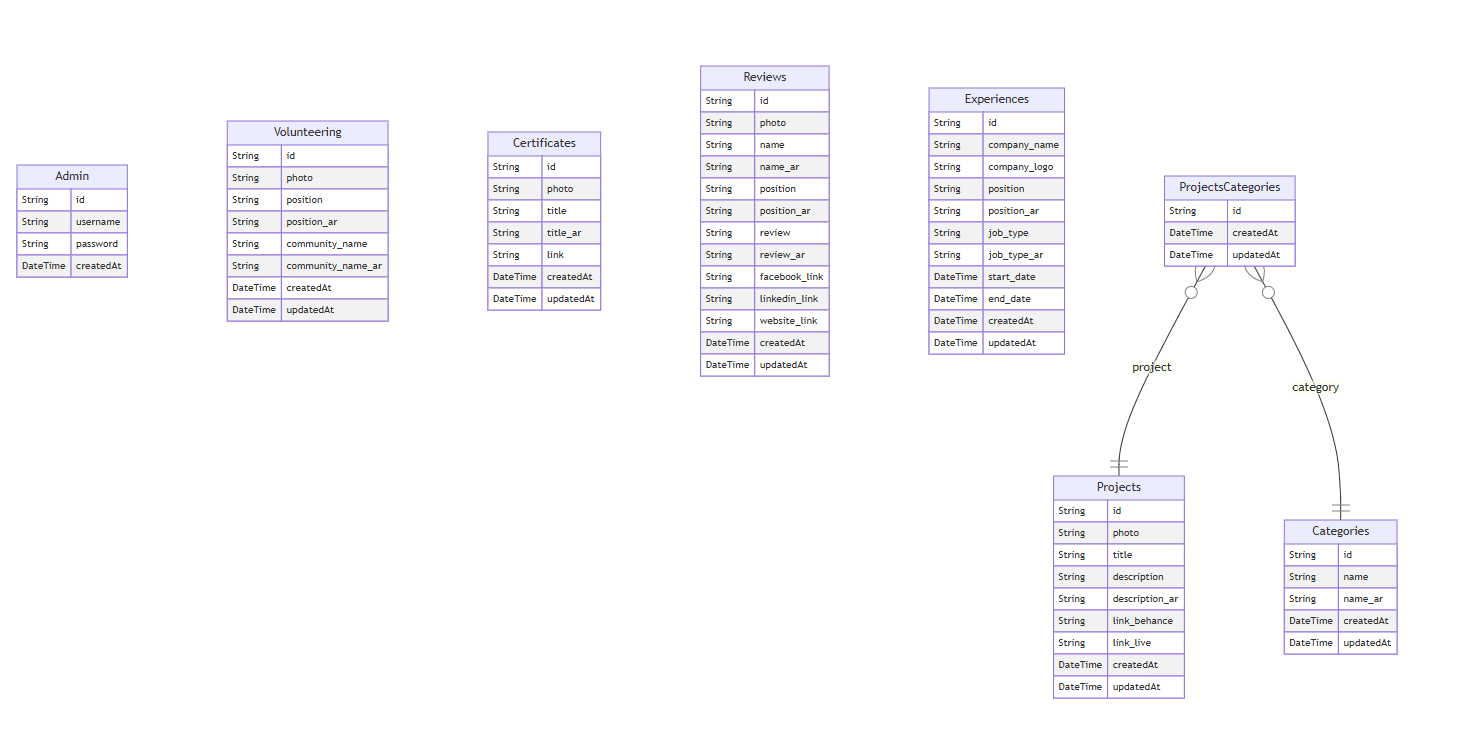 Admin
String id
String username
String password
DateTime createdAt
Volunteering
String id
String photo
String position
String position_ar
String community_name
String community_name_ar
DateTime createdAt
DateTime updatedAt
Certificates
String id
String photo
String title
String title_ar
String link
DateTime createdAt
DateTime updatedAt
Reviews
String id
String photo
String name
String name_ar
String position
String position_ar
String review
String review_ar
String facebook_link
String linkedin_link
String website_link
DateTime createdAt
DateTime updatedAt
Experiences
String id
String company_name
String company_logo
String position
String position_ar
String job_type
String job_type_ar
DateTime start_date
DateTime end_date
DateTime createdAt
DateTime updatedAt
ProjectsCategories
String id
DateTime createdAt
DateTime updatedAt
project
category
Projects
String id
String photo
String title
String description
String description_ar
String link_behance
String link_live
DateTime createdAt
DateTime updatedAt
Categories
String id
String name
String name_ar
DateTime createdAt
DateTime updatedAt